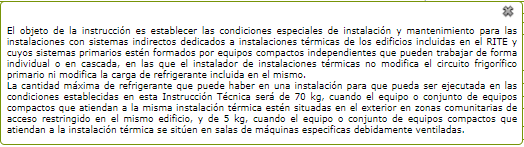 El objeto de la instrucción es establecer las condiciones especiales de instalación y mantenimiento para las
instalaciones con sistemas indirectos dedicados a instalaciones térmicas de los edificios incluidas en el RITE y
cuyos sistemas primarios estén formados por equipos compactos independientes que pueden trabajar de forma
individual o en cascada, en las que el instalador de instalaciones térmicas no modifica el circuito frigorífico
primario ni modifica la carga de refrigerante incluida en el mismo.
La cantidad máxima de refrigerante que puede haber en una instalación para que pueda ser ejecutada en las
condiciones establecidas en esta Instrucción Técnica será de 70 kg, cuando el equipo o conjunto de equipos
compactos que atiendan a la misma instalación térmica estén situadas en el exterior en zonas comunitarias de
acceso restringido en el mismo edificio, y de 5 kg, cuando el equipo o conjunto de equipos compactos que
atiendan a la instalación térmica se sitúen en salas de máquinas especificas debidamente ventiladas.